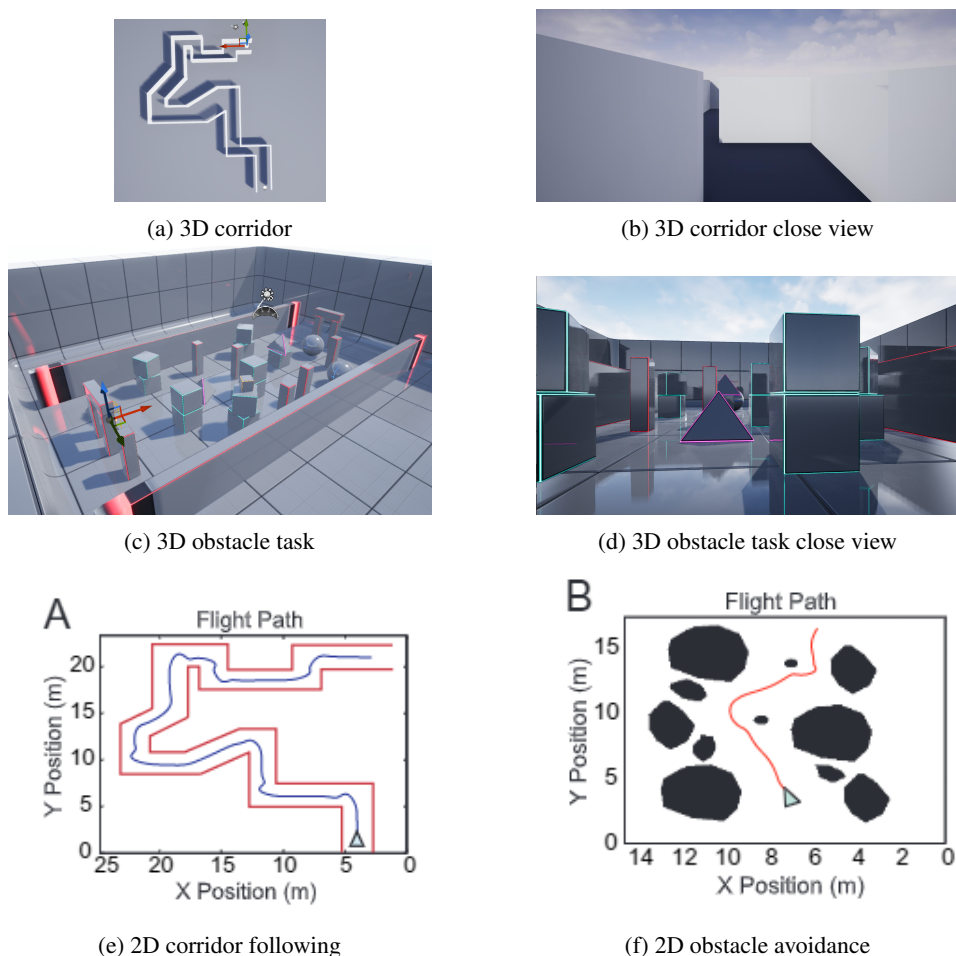 (a) 3D corridor
(b) 3D corridor close view
(c) 3D obstacle task
(d) 3D obstacle task close view
A
Flight Path
Y Position (m)
20
15
10
5
0
25 20 15 10 5 0
X Position (m)
B
Flight Path
Y Position (m)
15
10
5
0
14 12 10 8 6 4 2 0
X Position (m)
(e) 2D corridor following
(f) 2D obstacle avoidance